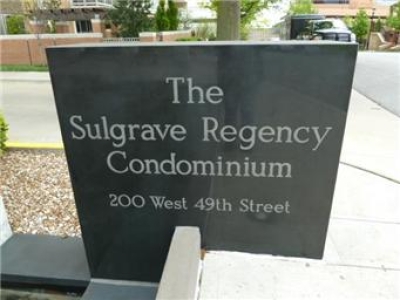 The
Sulgrave Regency
Condominium
200 West 49th Street